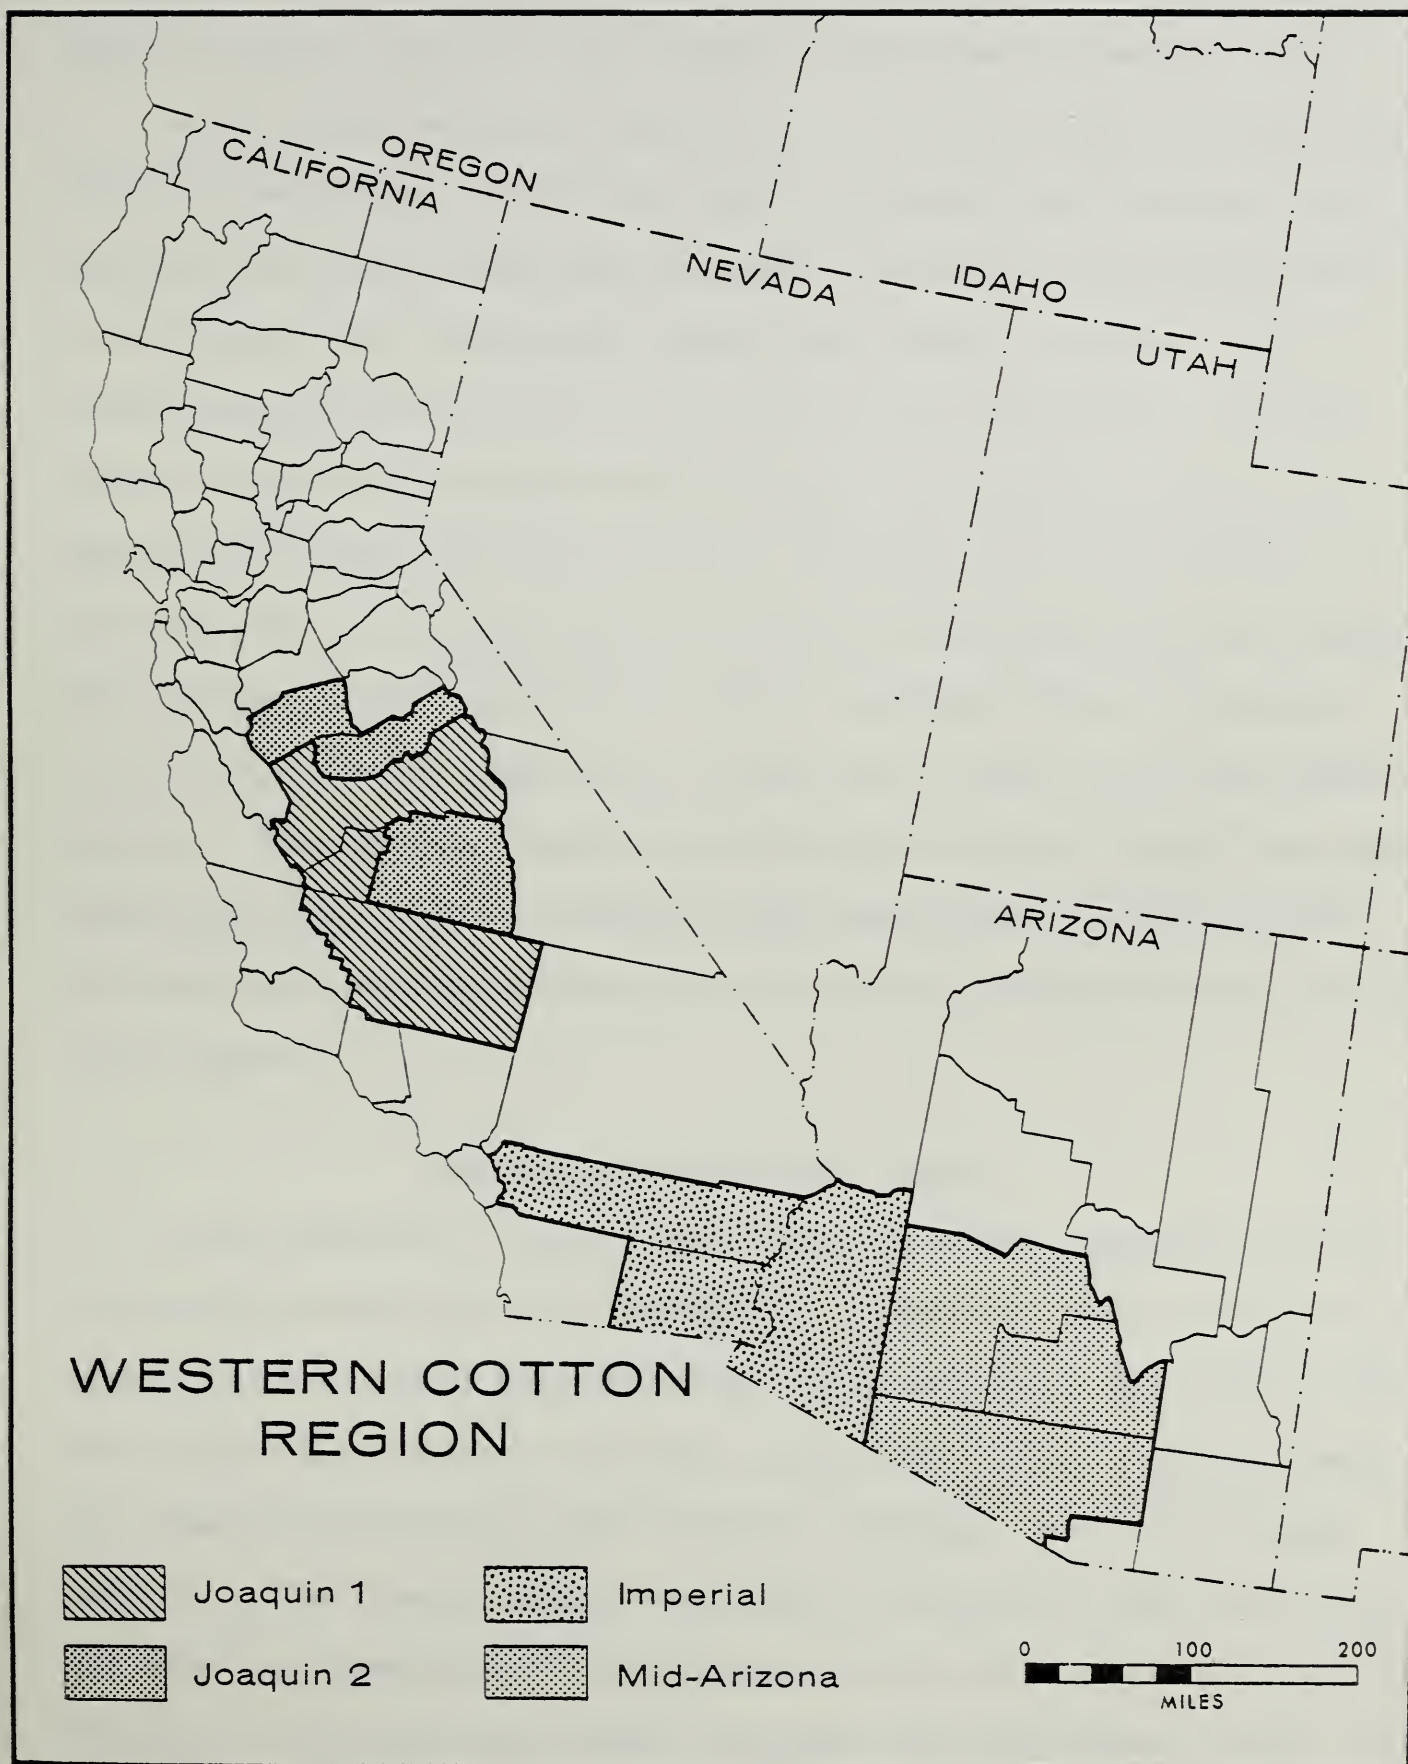 OREGON
CALIFORNIA
NEVADA
IDAHO
UTAH
ARIZONA
WESTERN COTTON
REGION
Joaquin 1
Imperial
Joaquin 2
Mid-Arizona
0 100 200
MILES